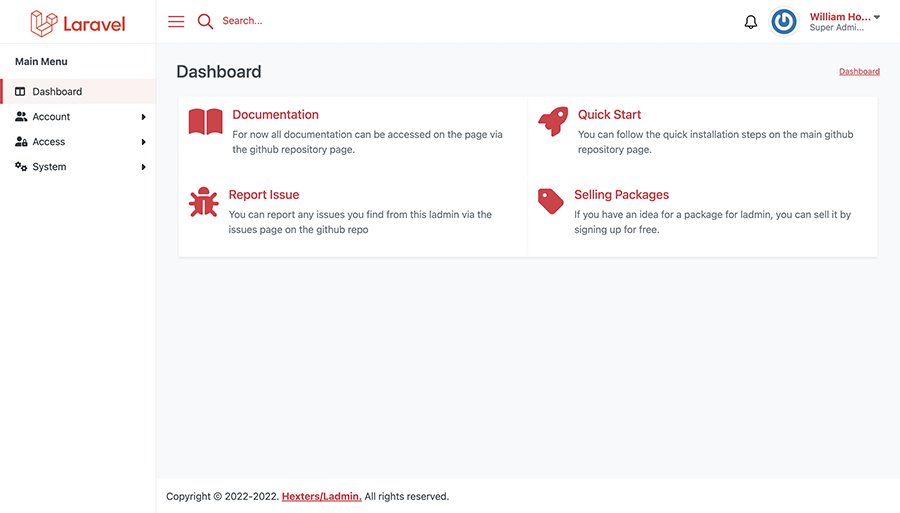 Laravel
Search...
William Ho...
Super Admi...
Main Menu
Dashboard
Account
Access
System
Dashboard
Dashboard
Documentation
For now all documentation can be accessed on the page via
the github repository page.
Quick Start
You can follow the quick installation steps on the main github
repository page.
Report Issue
You can report any issues you find from this ladmin via the
issues page on the github repo
Selling Packages
If you have an idea for a package for ladmin, you can sell it by
signing up for free.
Copyright © 2022-2022. Hexters/Ladmin. All rights reserved.